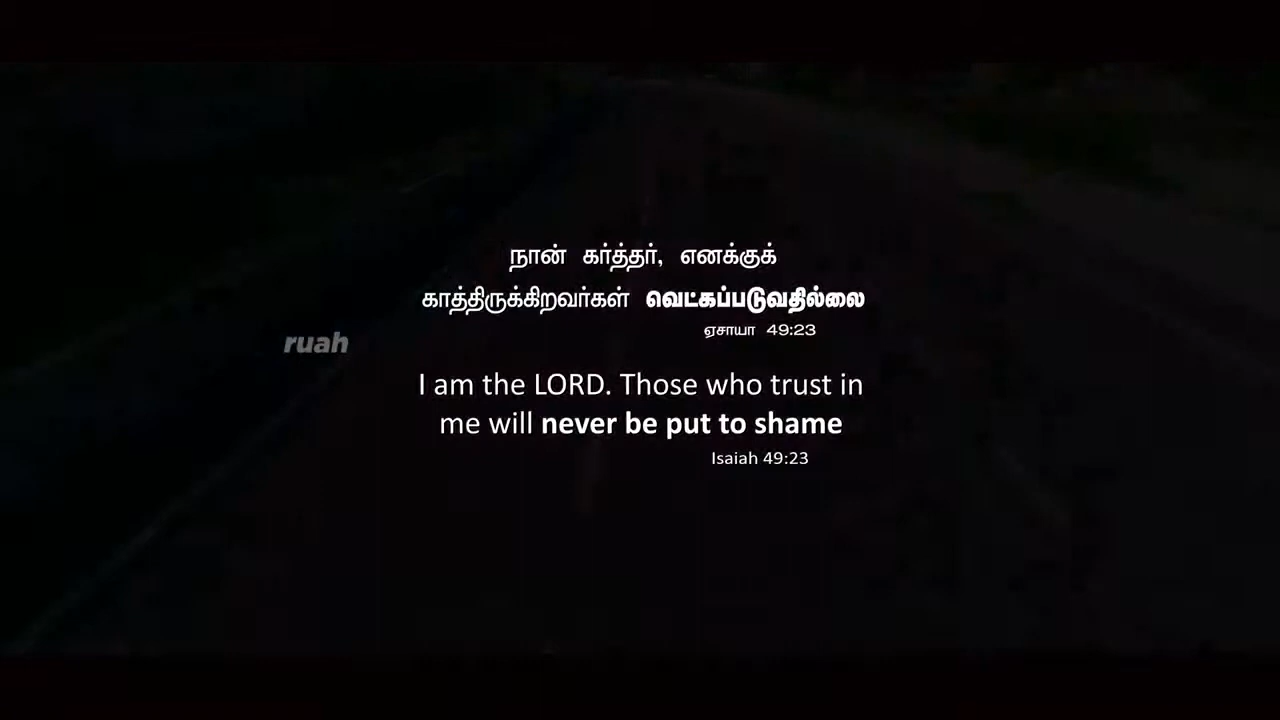 நான் கர்த்தர், எனக்குக்
காத்திருக்கிறவர்கள் வெட்கப்படுவதில்லை
ஏசாயா 49:23
ruah
I am the LORD. Those who trust in
me will never be put to shame
Isaiah 49:23